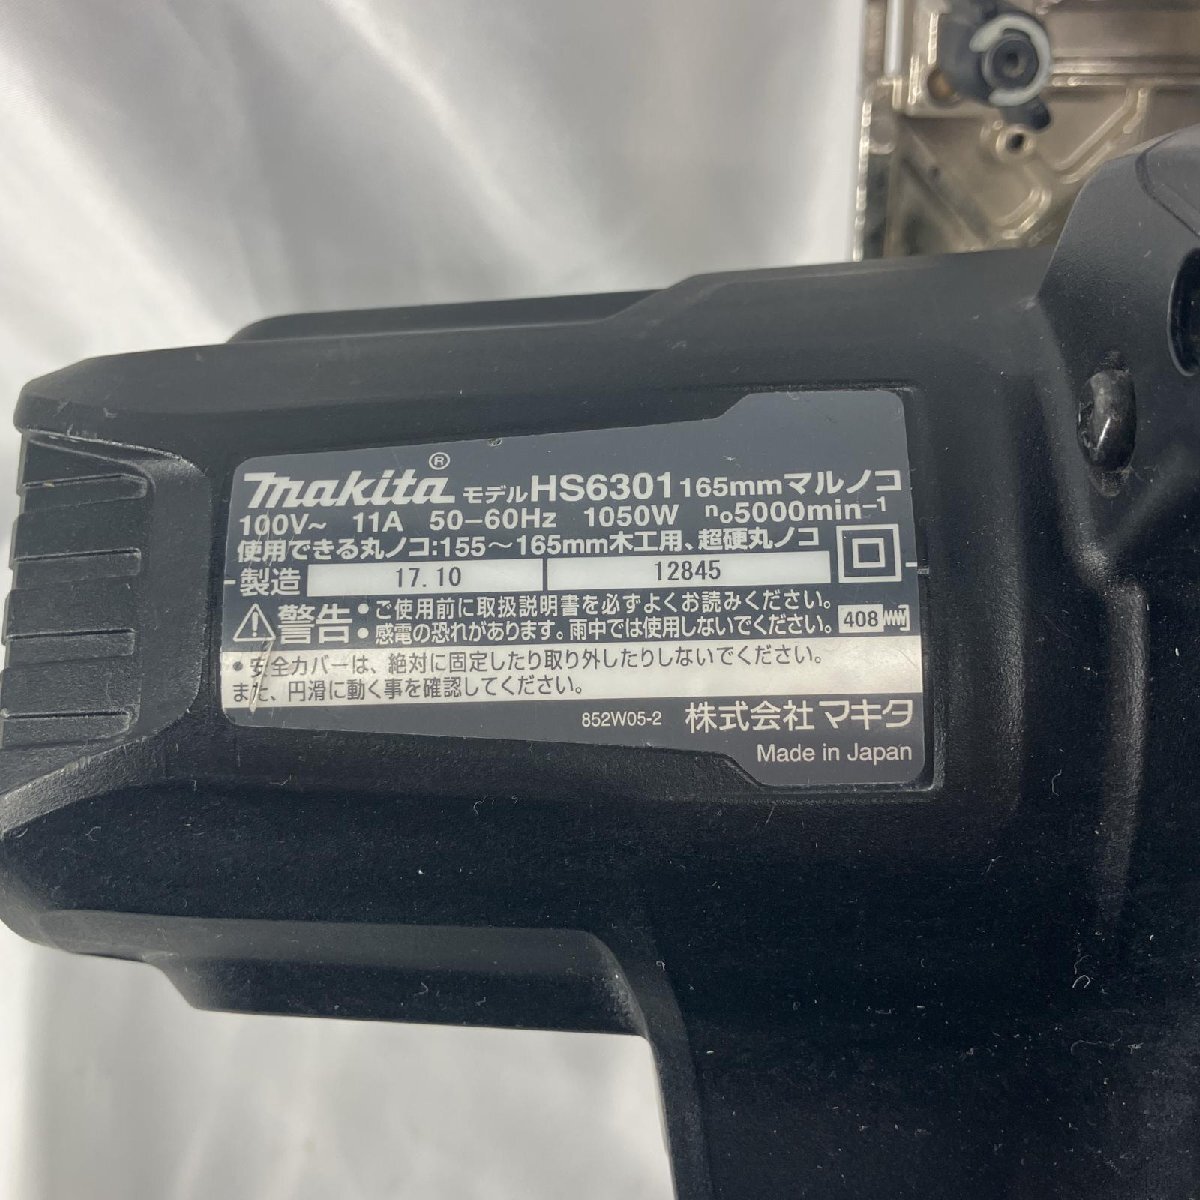 makita® モデルHS6301 165mmマルノコ
100V~ 11A 50-60Hz 1050W n₀5000min⁻¹
使用できる丸ノコ:155～165mm木工用、超硬丸ノコ
製造 17.10 12845
警告 • ご使用前に取扱説明書を必ずよくお読みください。
• 感電の恐れがあります。雨中では使用しないでください。 408
• 安全カバーは、絶対に固定したり取り外したりしないでください。
また、円滑に動く事を確認してください。
852W05-2 株式会社マキタ
Made in Japan